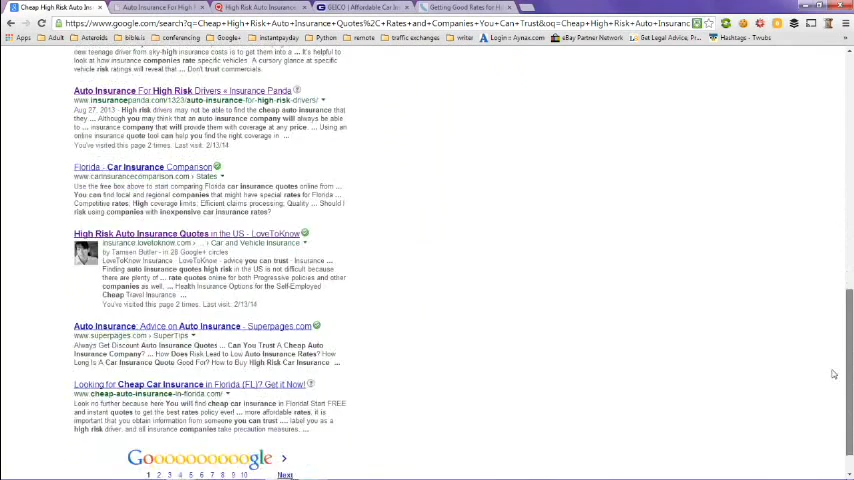 Cheap High Risk Auto Ins
Auto Insurance For High
High Risk Auto Insurance
GEICO | Affordable Car In
Getting Good Rates for H
https://www.google.com/search?q=Cheap+High+Risk+Auto+Insurance+Quotes%2C+Rates+and+Companies+You+Can+Trust&oq=Cheap+High+Risk+Auto+Insuranc
Apps Adult Asteroids bible.is conferencing Google+ instantpayday Python remote traffic exchanges writer Login | Aynax.com eBay Partner Network Legal Advice, Hashtags - Twubs
new teenage driver from sky-high insurance costs is to get them into a ... It's helpful to
look at how insurance companies rate specific vehicles. A cursory glance at specific
vehicle risk ratings will reveal that ... Don't trust commercials.
Auto Insurance For High Risk Drivers « Insurance Panda
www.insurancepanda.com/1323/auto-insurance-for-high-risk-drivers/
Aug 27, 2013 - High risk drivers may not be able to find the cheap auto insurance that
they ... Although you may think that an auto insurance company will always be able
to ... insurance company that will provide them with coverage at any price. ... Using an
online insurance quote tool can help you find the right coverage in ...
You've visited this page 2 times. Last visit: 2/13/14
Florida - Car Insurance Comparison
www.carinsurancecomparison.com › States
Use the free box above to start comparing Florida car insurance quotes online from ...
You can find local and regional companies that might have special rates for Florida ...
Competitive rates; High coverage limits; Efficient claims processing; Quality ... Should I
risk using companies with inexpensive car insurance rates?
High Risk Auto Insurance Quotes in the US - LoveToKnow
insurance.lovetoknow.com › ... › Car and Vehicle Insurance
by Tamsen Butler - in 28 Google+ circles
LoveToKnow Insurance. LoveToKnow - advice you can trust · Insurance ...
Finding auto insurance quotes high risk in the US is not difficult because
there are plenty of ... rate quotes online for both Progressive policies and other
companies as well. ... Health Insurance Options for the Self-Employed ·
Cheap Travel Insurance ...
You've visited this page 2 times. Last visit: 2/13/14
Auto Insurance: Advice on Auto Insurance - Superpages.com
www.superpages.com › SuperTips
Always Get Discount Auto Insurance Quotes ... Can You Trust A Cheap Auto
Insurance Company? ... How Does Risk Lead to Low Auto Insurance Rates? How
Long Is A Car Insurance Quote Good For? How to Buy High Risk Car Insurance ...
Looking for Cheap Car Insurance in Florida (FL)? Get it Now!
www.cheap-auto-insurance-in-florida.com/
Look no further because here You will find cheap car insurance in Florida! Start FREE
and instant quotes to get the best rates policy ever! ... more affordable rates, it is
important that you obtain information from someone you can trust .... label you as a
high risk driver, and all insurance companies take precaution measures. ...
Goooooooooogle
1 2 3 4 5 6 7 8 9 10 Next